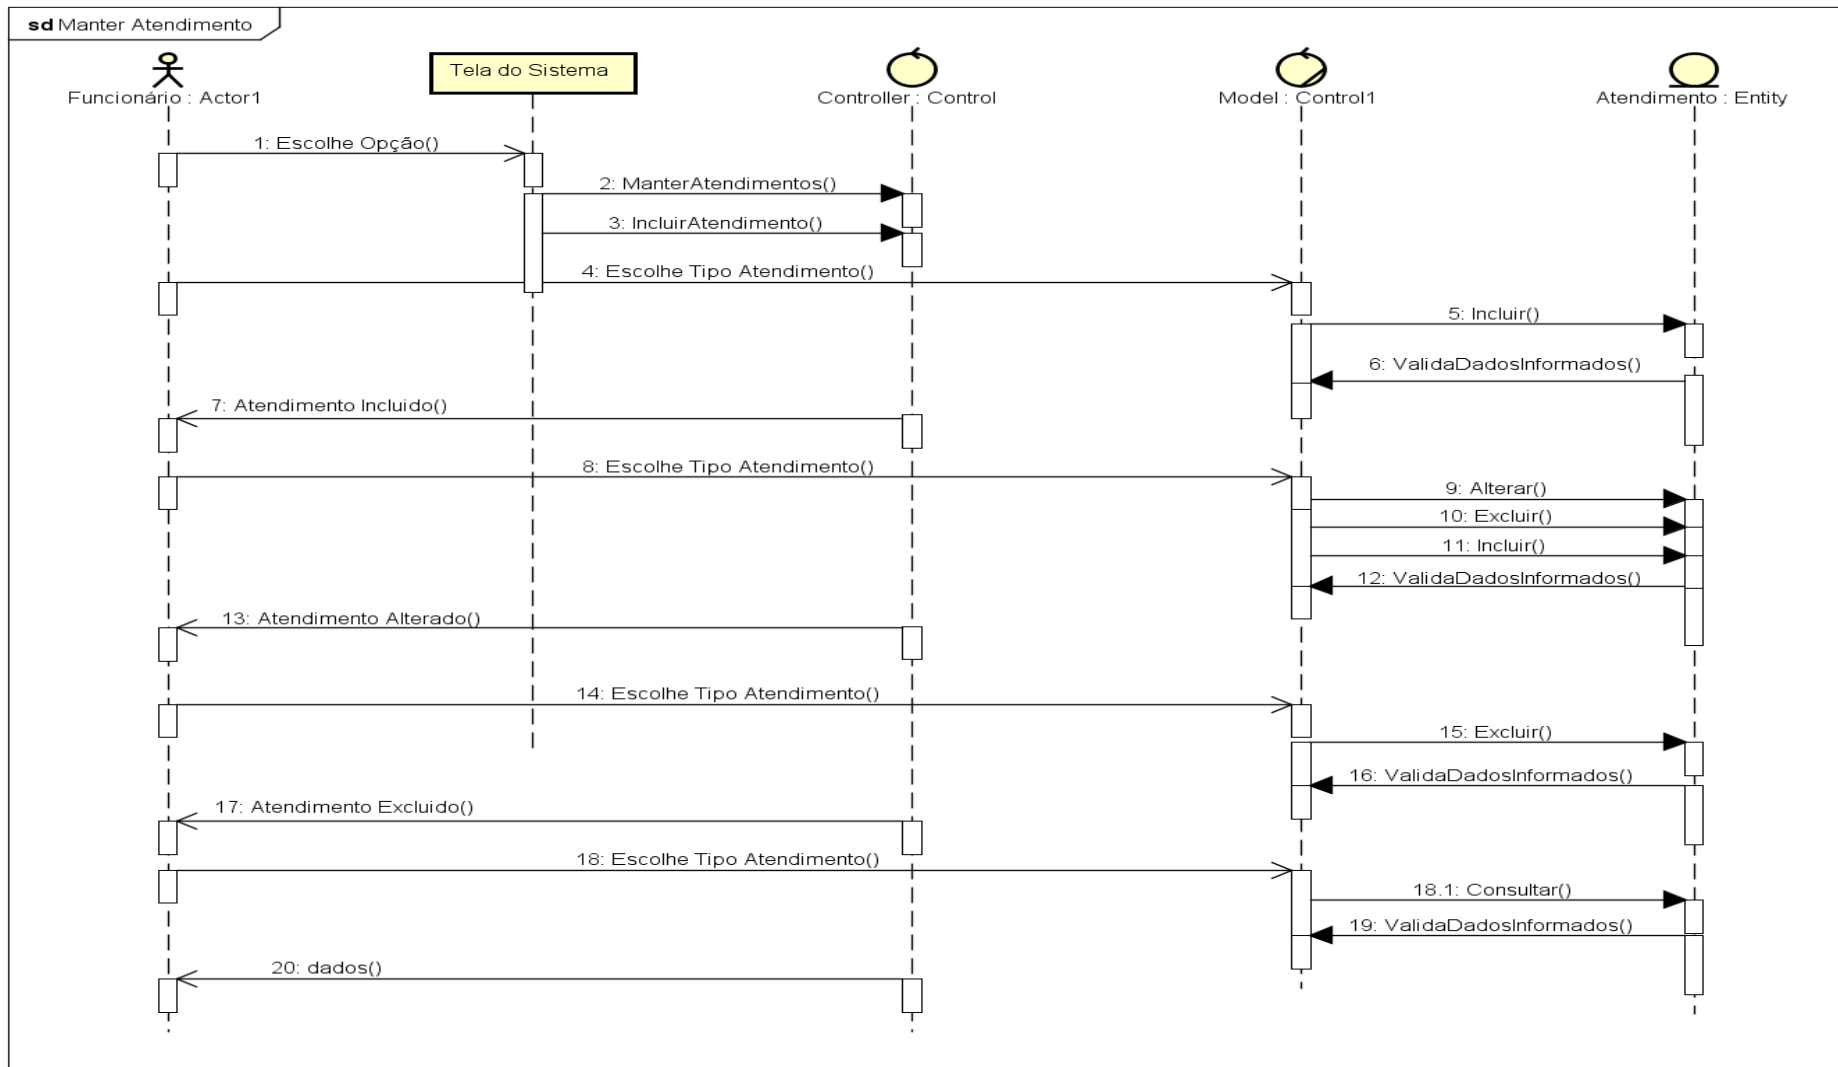 sd Manter Atendimento
Tela do Sistema
Funcionário : Actor1
Controller : Control
Model : Control1
Atendimento : Entity
1: Escolhe Opção()
2: ManterAtendimentos()
3: IncluirAtendimento()
4: Escolhe Tipo Atendimento()
5: Incluir()
6: ValidaDadosInformados()
7: Atendimento Incluido()
8: Escolhe Tipo Atendimento()
9: Alterar()
10: Excluir()
11: Incluir()
12: ValidaDadosInformados()
13: Atendimento Alterado()
14: Escolhe Tipo Atendimento()
15: Excluir()
16: ValidaDadosInformados()
17: Atendimento Excluido()
18: Escolhe Tipo Atendimento()
18.1: Consultar()
19: ValidaDadosInformados()
20: dados()